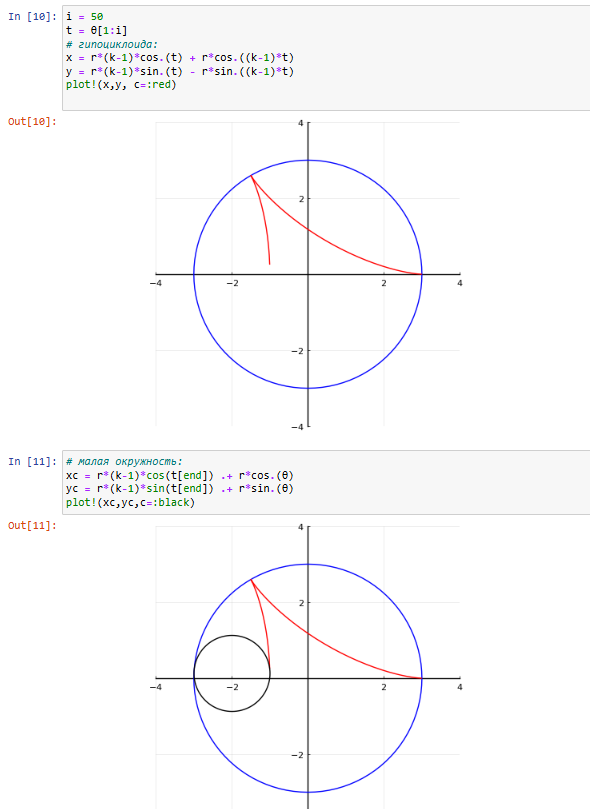 In [10]: i = 50
t = θ[1:i]
# гипоциклоида:
x = r*(k-1)*cos.(t) + r*cos.((k-1)*t)
y = r*(k-1)*sin.(t) - r*sin.((k-1)*t)
plot!(x,y, c=:red)
Out[10]:
4
2
−4 −2 2 4
−2
−4
In [11]: # малая окружность:
xc = r*(k-1)*cos(t[end]) .+ r*cos.(θ)
yc = r*(k-1)*sin(t[end]) .+ r*sin.(θ)
plot!(xc,yc,c=:black)
Out[11]:
4
2
−4 −2 2 4
−2